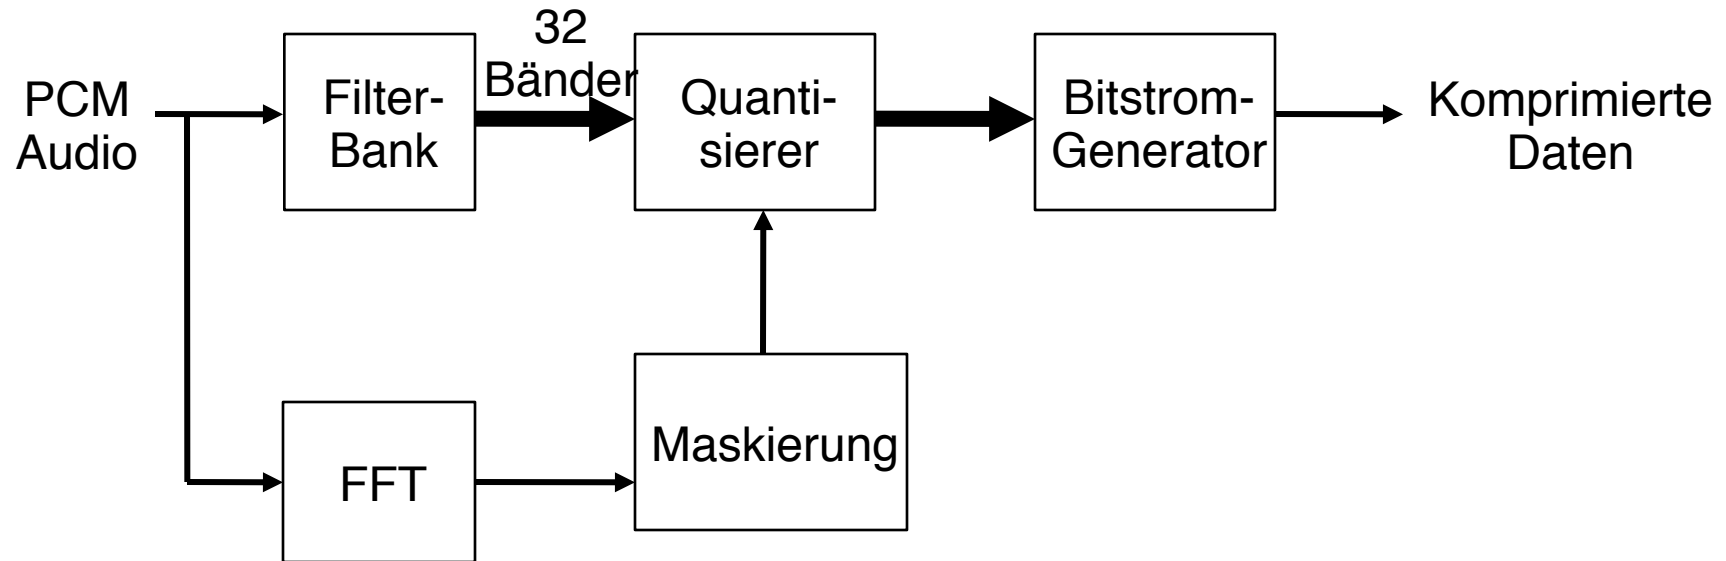 PCM
Audio
Filter-
Bank
32
Bänder
Quanti-
sierer
Bitstrom-
Generator
Komprimierte
Daten
FFT
Maskierung